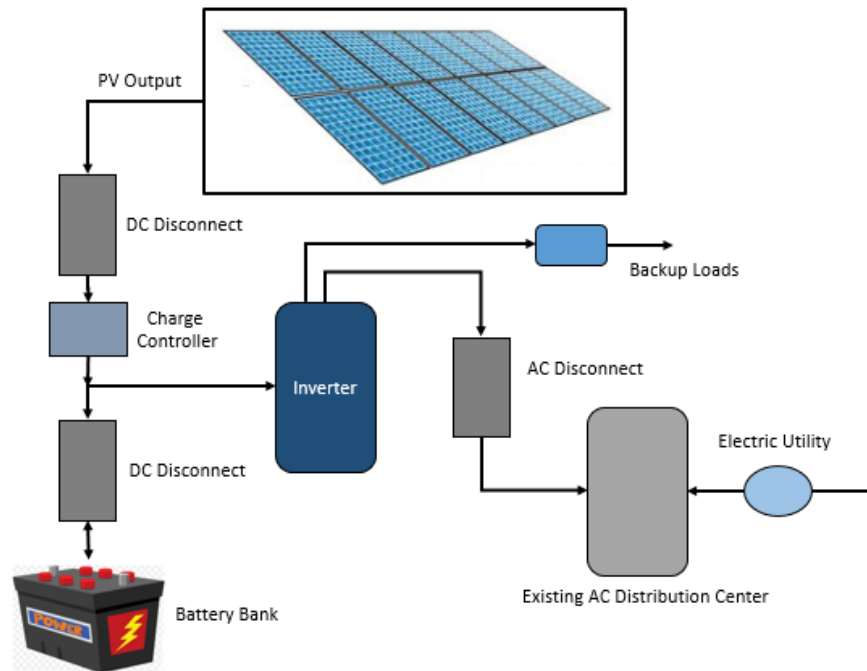 PV Output
DC Disconnect
Backup Loads
Charge
Controller
Inverter
AC Disconnect
DC Disconnect
Electric Utility
Existing AC Distribution Center
Battery Bank
POWER